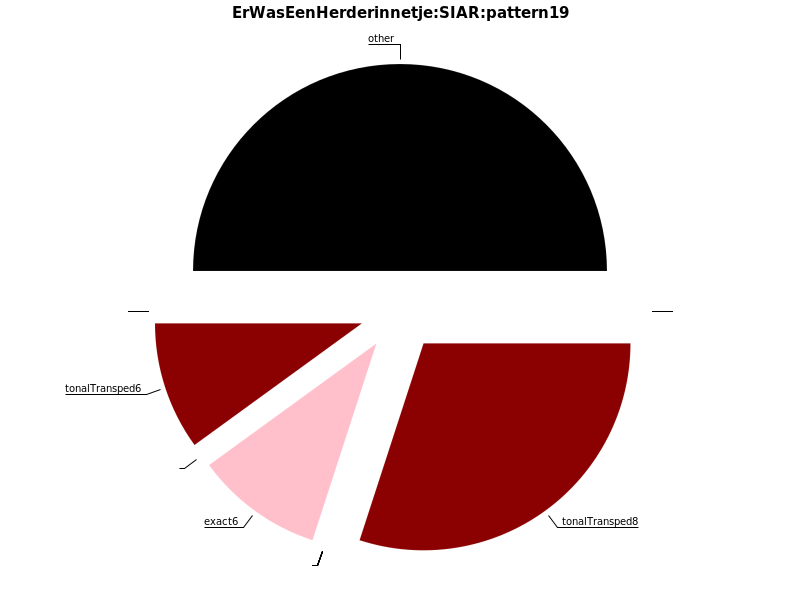 ErWasEenHerderinnetje:SIAR:pattern19
other
tonalTransped6
exact6
tonalTransped8